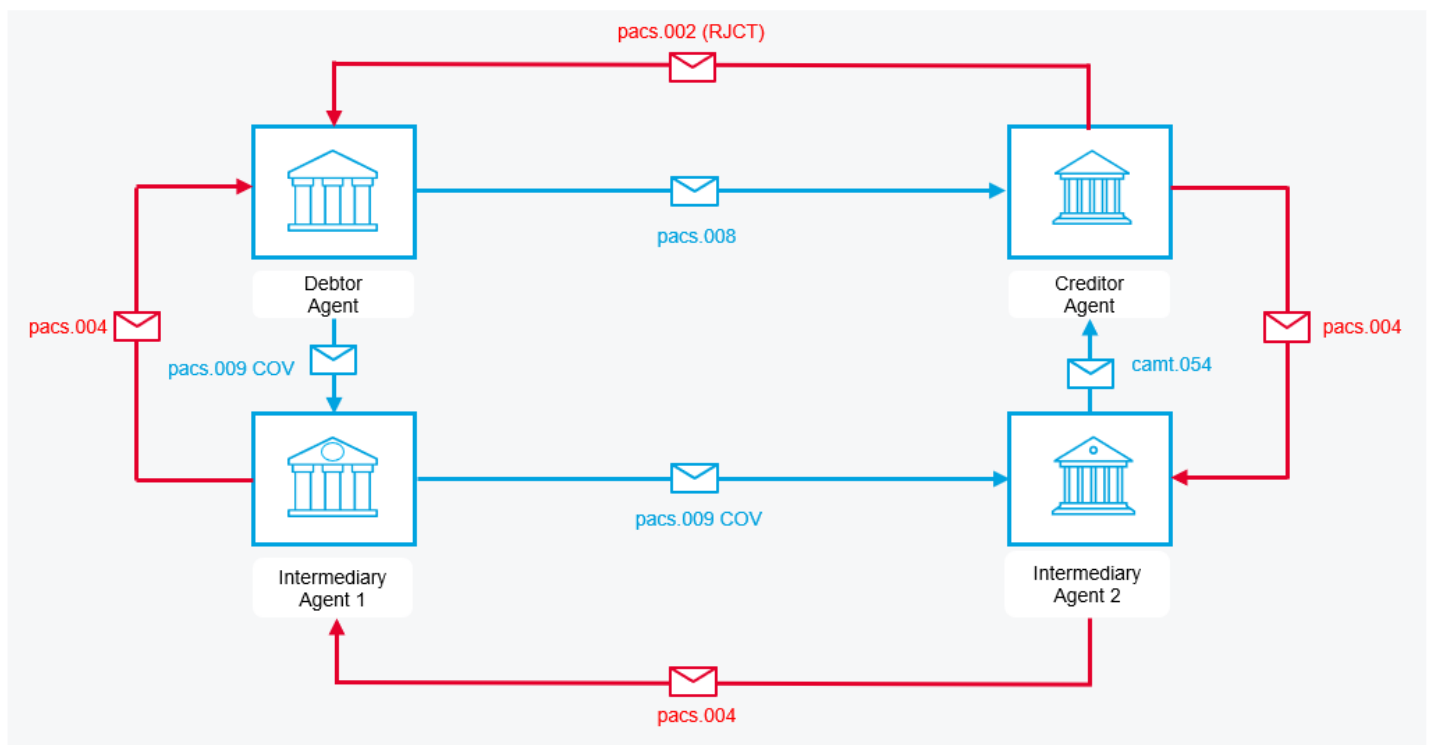 pacs.002 (RJCT)
pacs.008
Debtor
Agent
Creditor
Agent
pacs.004
pacs.004
pacs.009 COV
camt.054
pacs.009 COV
Intermediary
Agent 1
Intermediary
Agent 2
pacs.004